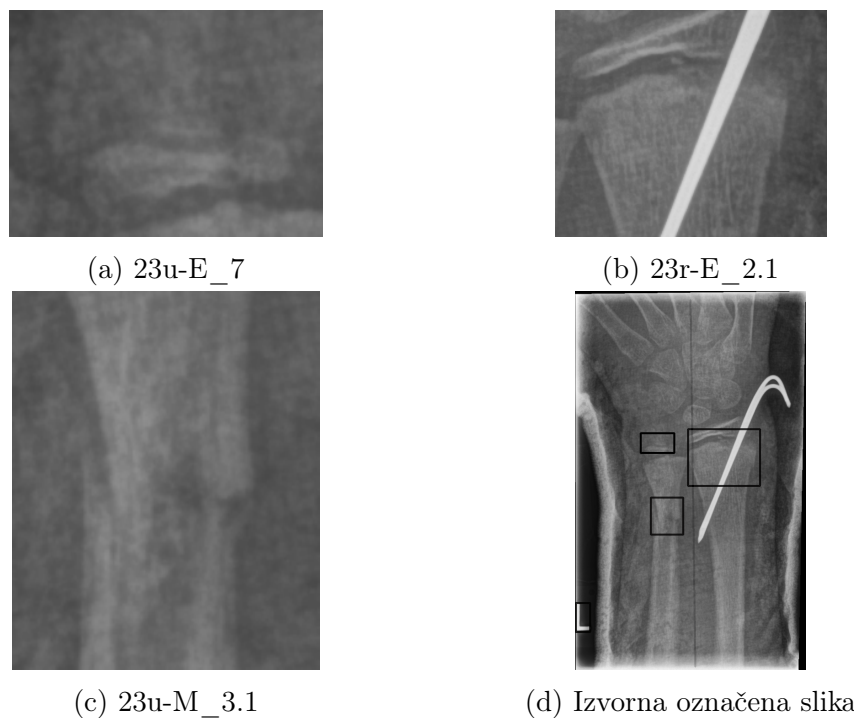 (a) 23u-E_7
(b) 23r-E_2.1
(c) 23u-M_3.1
(d) Izvorna označena slika
L